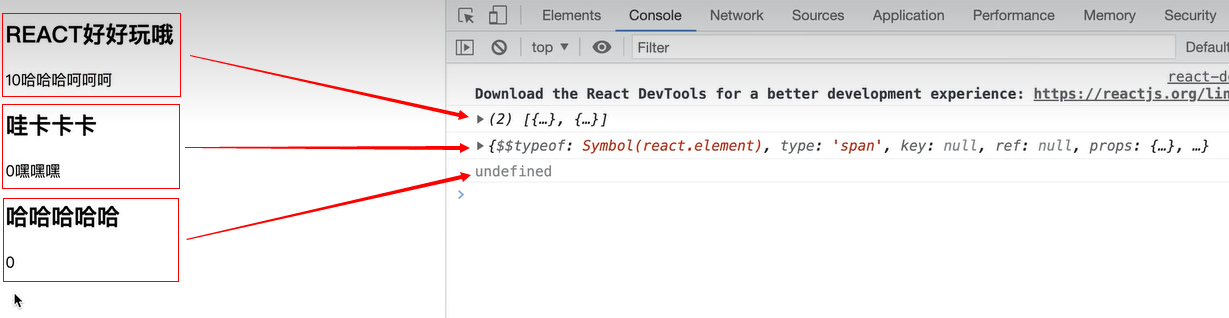 REACT好好玩哦
10哈哈哈呵呵呵
哇卡卡卡
0嘿嘿嘿
哈哈哈哈哈
0
Elements Console Network Sources Application Performance Memory Security
top ▼ Filter Default
react-d
Download the React DevTools for a better development experience: https://reactjs.org/lin
▶ (2) [{…}, {…}]
▶ {$$typeof: Symbol(react.element), type: 'span', key: null, ref: null, props: {…}, …}
undefined
>